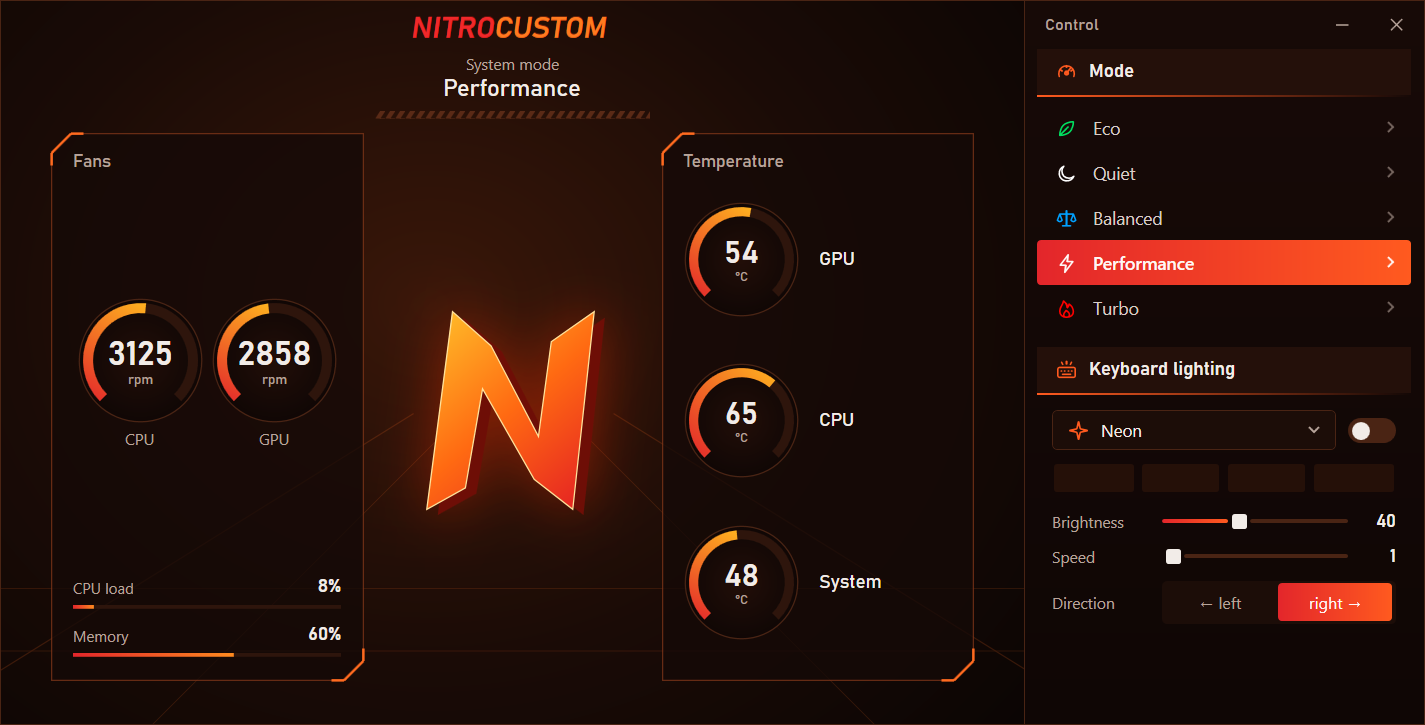 NITROCUSTOM
System mode
Performance
Fans
3125
rpm
CPU
2858
rpm
GPU
CPU load 8%
Memory 60%
N
Temperature
54
°C
GPU
65
°C
CPU
48
°C
System
Control
Mode
Eco
Quiet
Balanced
Performance
Turbo
Keyboard lighting
Neon
Brightness 40
Speed 1
Direction ← left right →